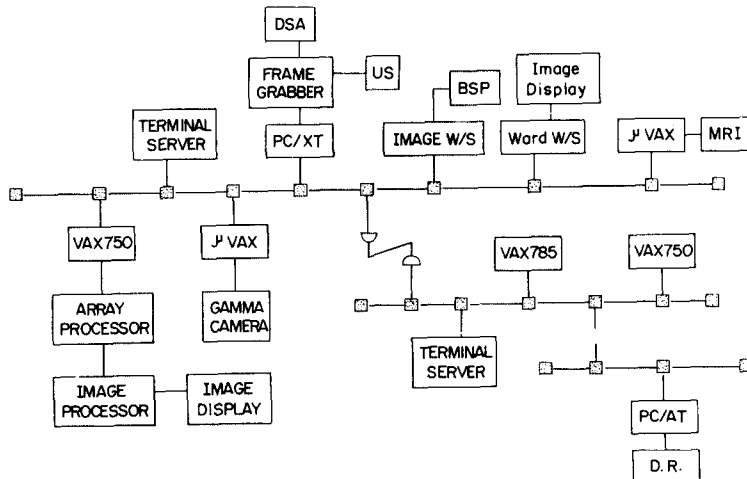 DSA
FRAME
GRABBER
US
TERMINAL
SERVER
PC/XT
BSP
IMAGE W/S
Image
Display
Ward W/S
μ VAX
MRI
VAX750
μ VAX
ARRAY
PROCESSOR
GAMMA
CAMERA
IMAGE
PROCESSOR
IMAGE
DISPLAY
VAX785
VAX750
TERMINAL
SERVER
PC/AT
D.R.